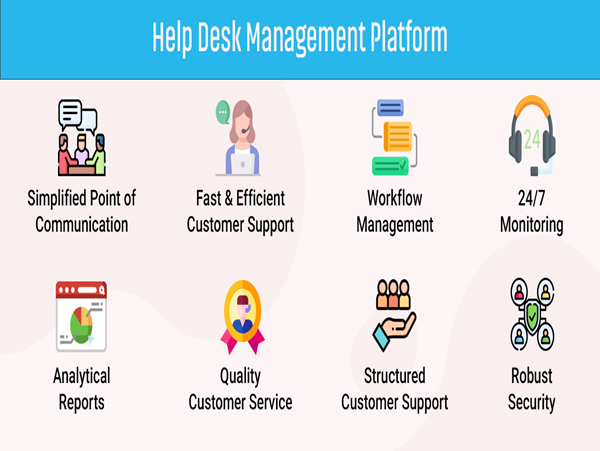 Help Desk Management Platform
Simplified Point of
Communication
Fast & Efficient
Customer Support
Workflow
Management
24
24/7
Monitoring
Analytical
Reports
Quality
Customer Service
Structured
Customer Support
Robust
Security